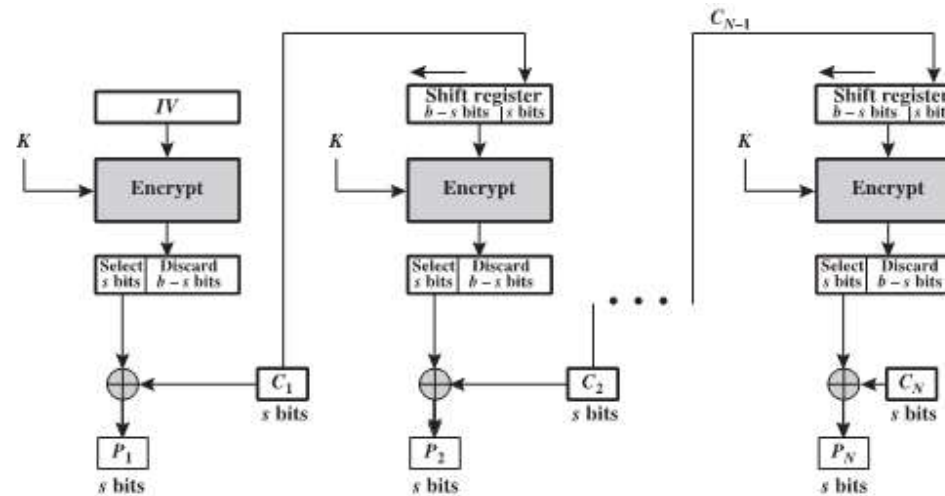 C_{N-1}
IV
Shift register
b – s bits | s bits
Shift register
b – s bits | s bit
K
Encrypt
K
Encrypt
K
Encrypt
Select | Discard
s bits | b – s bits
Select | Discard
s bits | b – s bits
Select | Discard
s bits | b – s bits
C_1
s bits
C_2
s bits
C_N
s bits
P_1
s bits
P_2
s bits
P_N
s bits